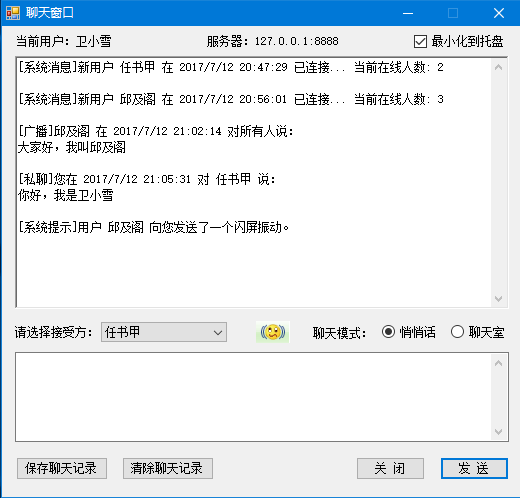 聊天窗口
当前用户：卫小雪 服务器：127.0.0.1:8888 最小化到托盘
[系统消息]新用户 任书甲 在 2017/7/12 20:47:29 已连接... 当前在线人数: 2
[系统消息]新用户 邱及阁 在 2017/7/12 20:56:01 已连接... 当前在线人数: 3
[广播]邱及阁 在 2017/7/12 21:02:14 对所有人说:
大家好，我叫邱及阁
[私聊]您在 2017/7/12 21:05:31 对 任书甲 说:
你好，我是卫小雪
[系统提示]用户 邱及阁 向您发送了一个闪屏振动。
请选择接受方： 任书甲 聊天模式： 悄悄话 聊天室
保存聊天记录 清除聊天记录 关 闭 发 送